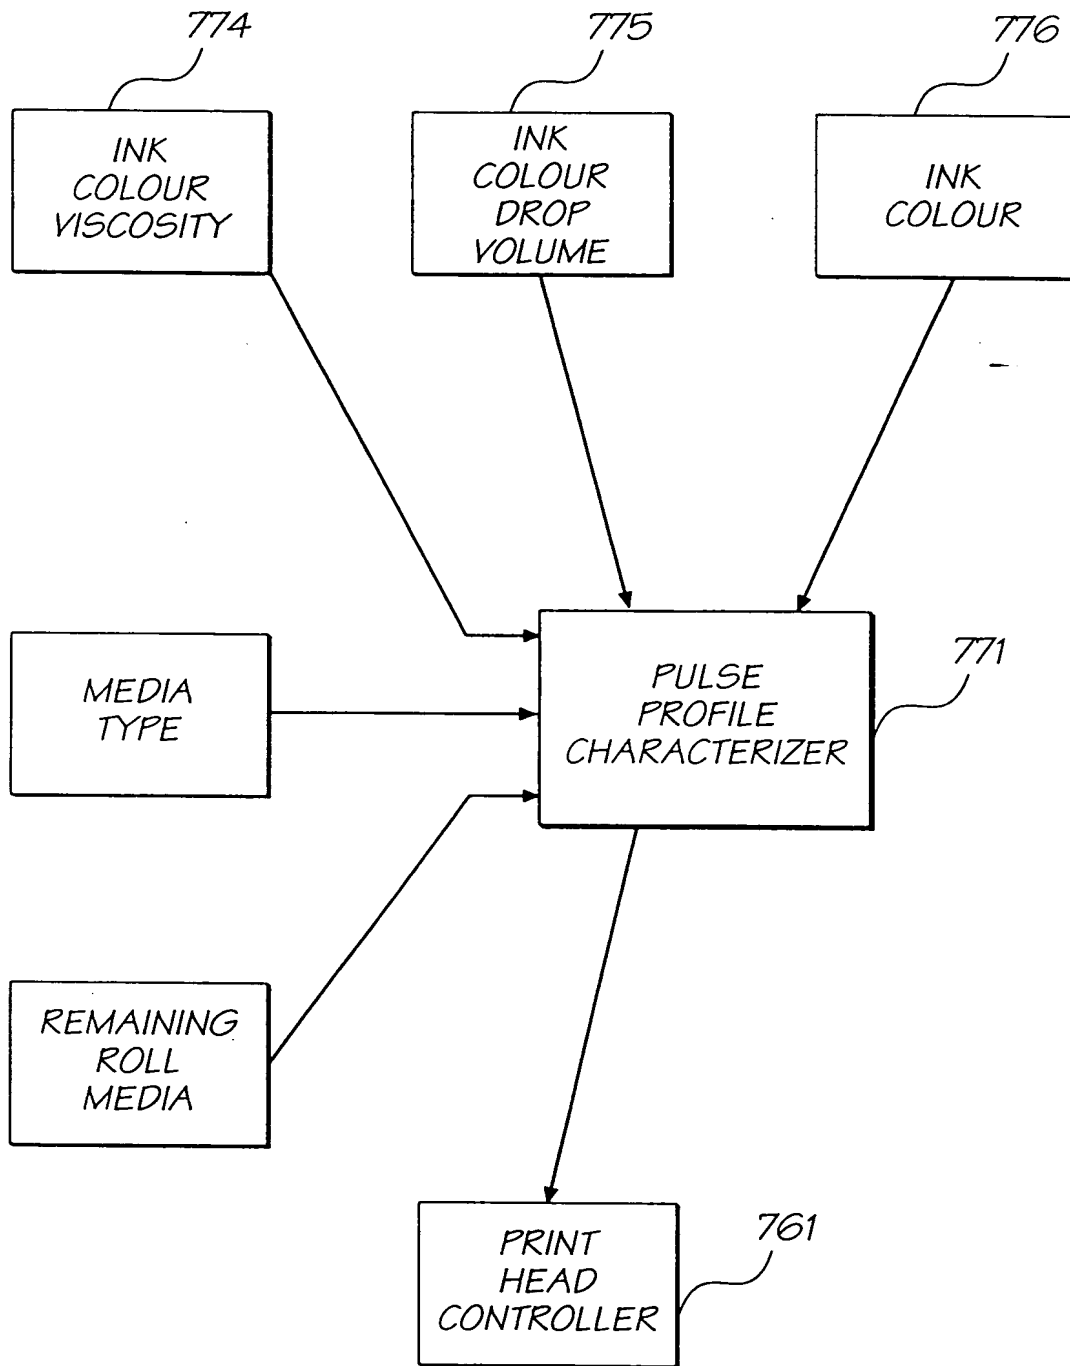 774
775
776
INK
COLOUR
VISCOSITY
INK
COLOUR
DROP
VOLUME
INK
COLOUR
MEDIA
TYPE
PULSE
PROFILE
CHARACTERIZER
771
REMAINING
ROLL
MEDIA
PRINT
HEAD
CONTROLLER
761